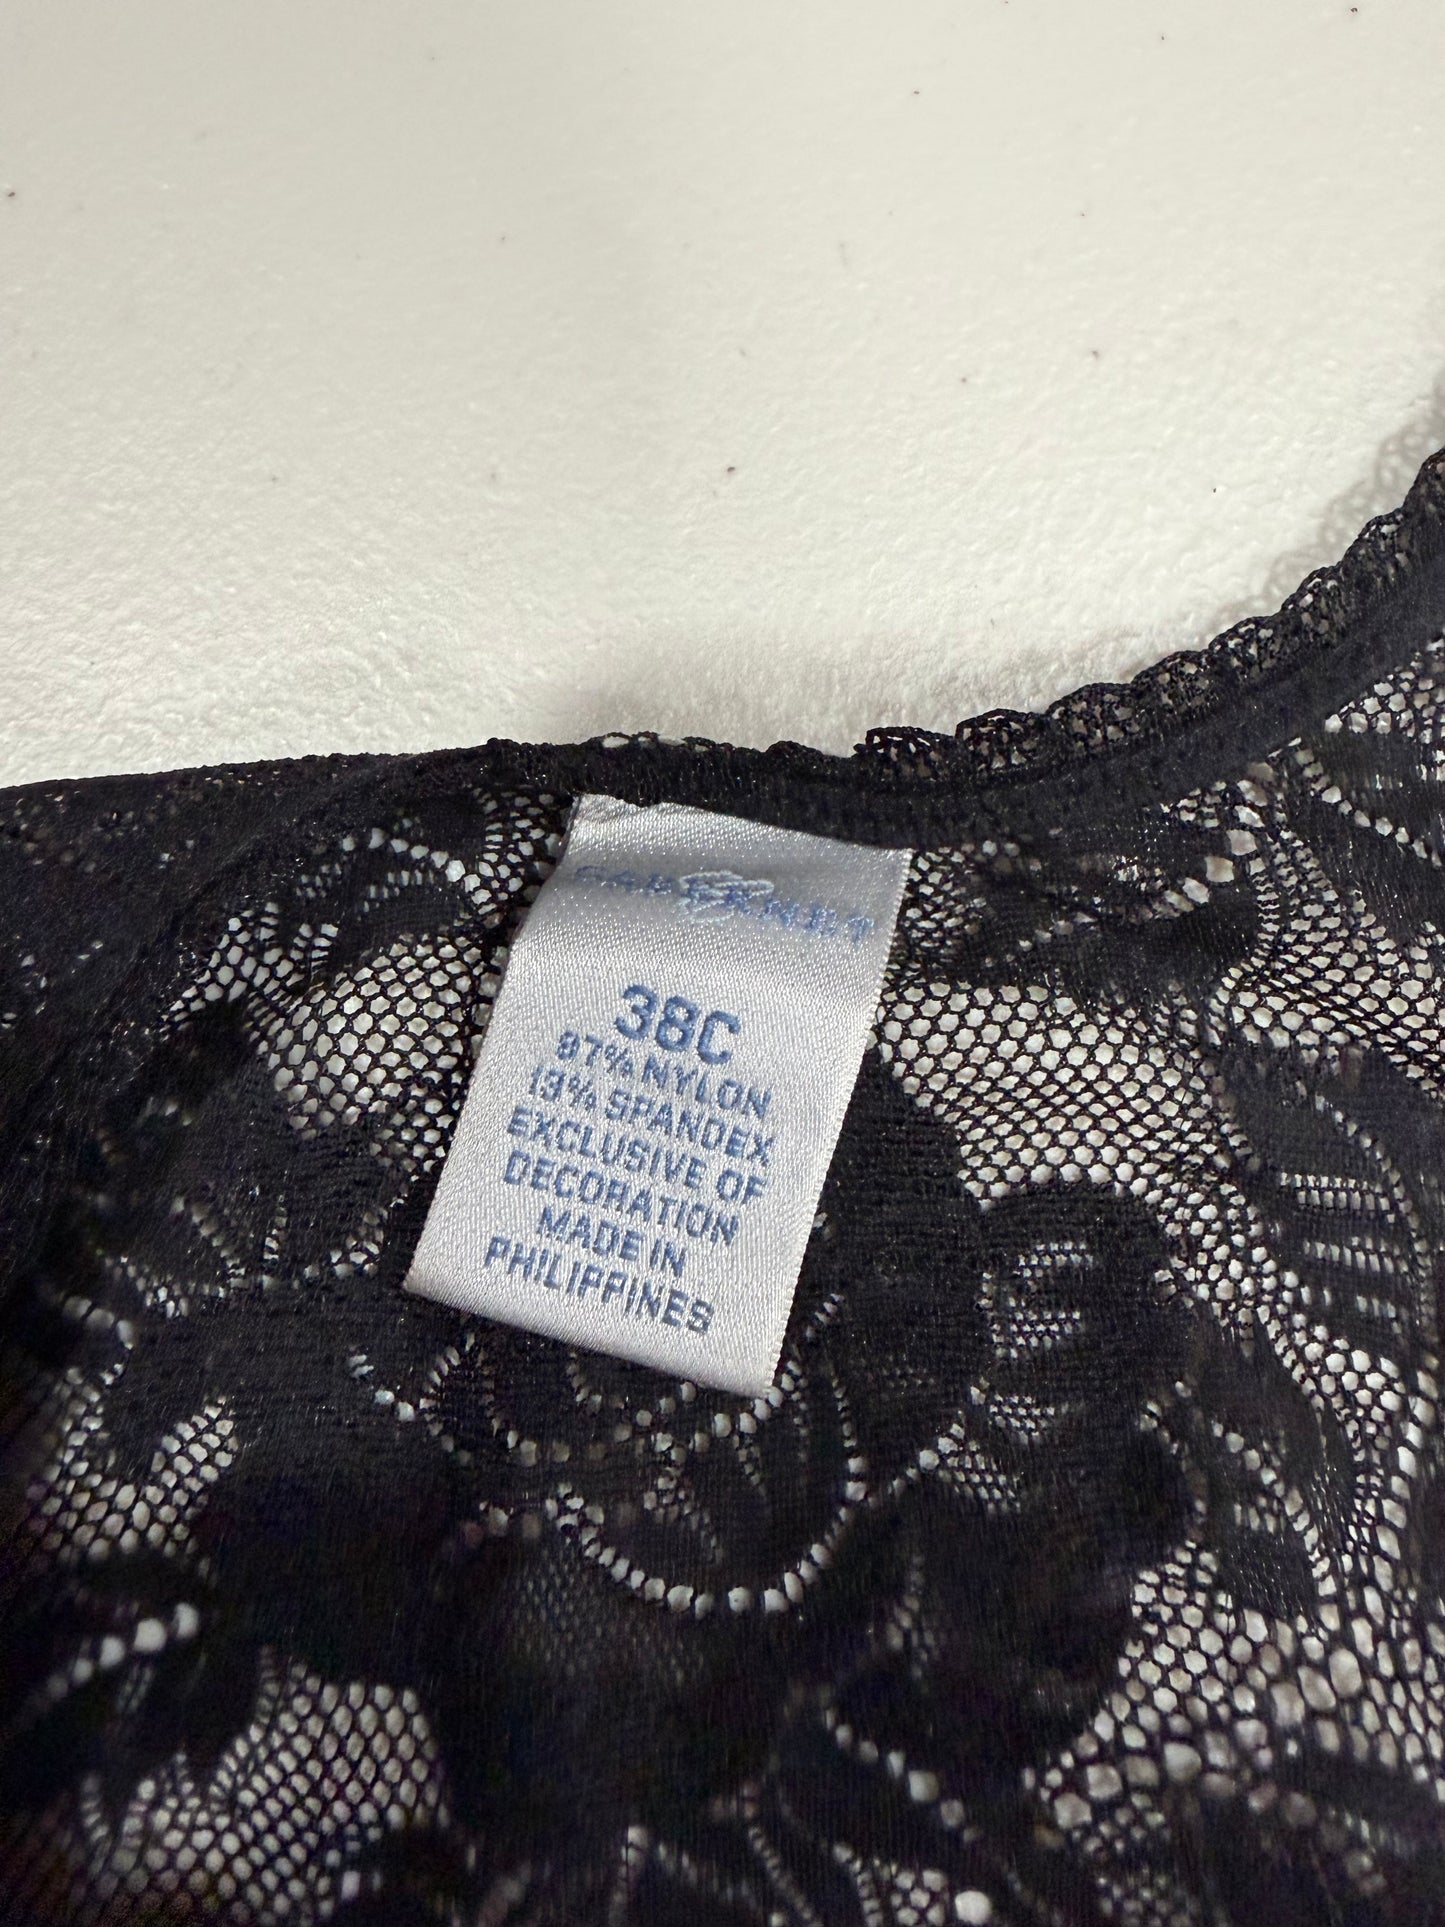 38C
87% NYLON
13% SPANDEX
EXCLUSIVE OF
DECORATION
MADE IN
PHILIPPINES